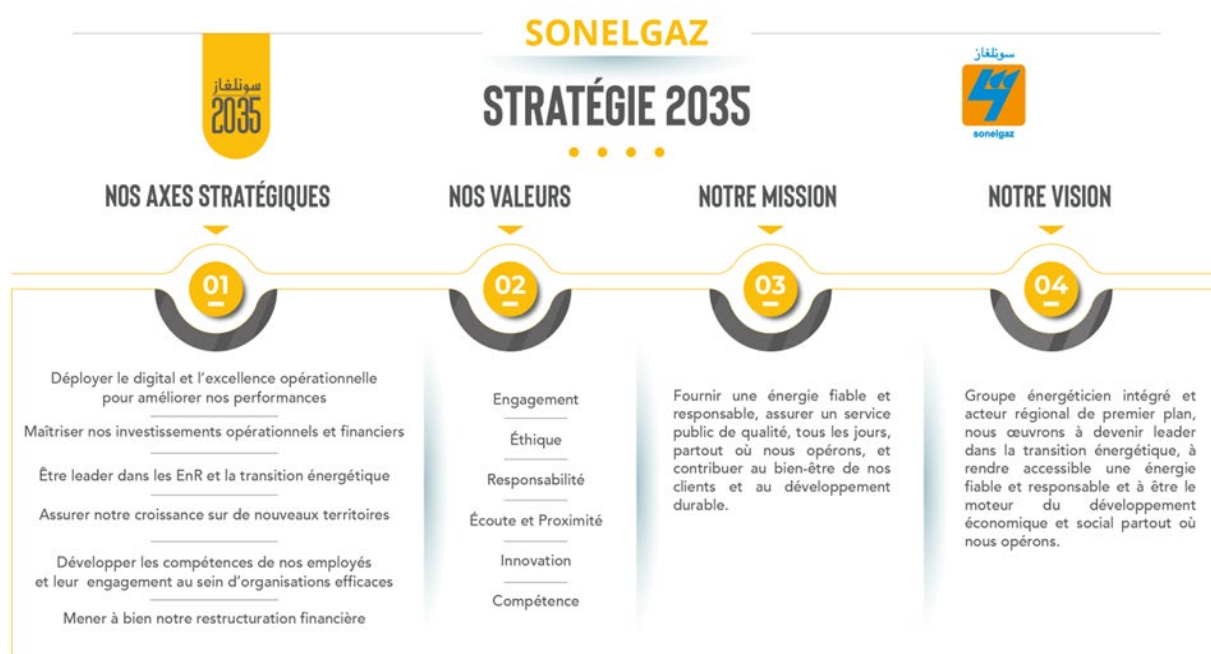 SONELGAZ
سونلغاز
2035
STRATÉGIE 2035
سونلغاز
sonelgaz
NOS AXES STRATÉGIQUES
01
Déployer le digital et l’excellence opérationnelle
pour améliorer nos performances
Maîtriser nos investissements opérationnels et financiers
Être leader dans les EnR et la transition énergétique
Assurer notre croissance sur de nouveaux territoires
Développer les compétences de nos employés
et leur engagement au sein d’organisations efficaces
Mener à bien notre restructuration financière
NOS VALEURS
02
Engagement
Éthique
Responsabilité
Écoute et Proximité
Innovation
Compétence
NOTRE MISSION
03
Fournir une énergie fiable et
responsable, assurer un service
public de qualité, tous les jours,
partout où nous opérons, et
contribuer au bien-être de nos
clients et au développement
durable.
NOTRE VISION
04
Groupe énergéticien intégré et
acteur régional de premier plan,
nous œuvrons à devenir leader
dans la transition énergétique, à
rendre accessible une énergie
fiable et responsable et à être le
moteur du développement
économique et social partout où
nous opérons.